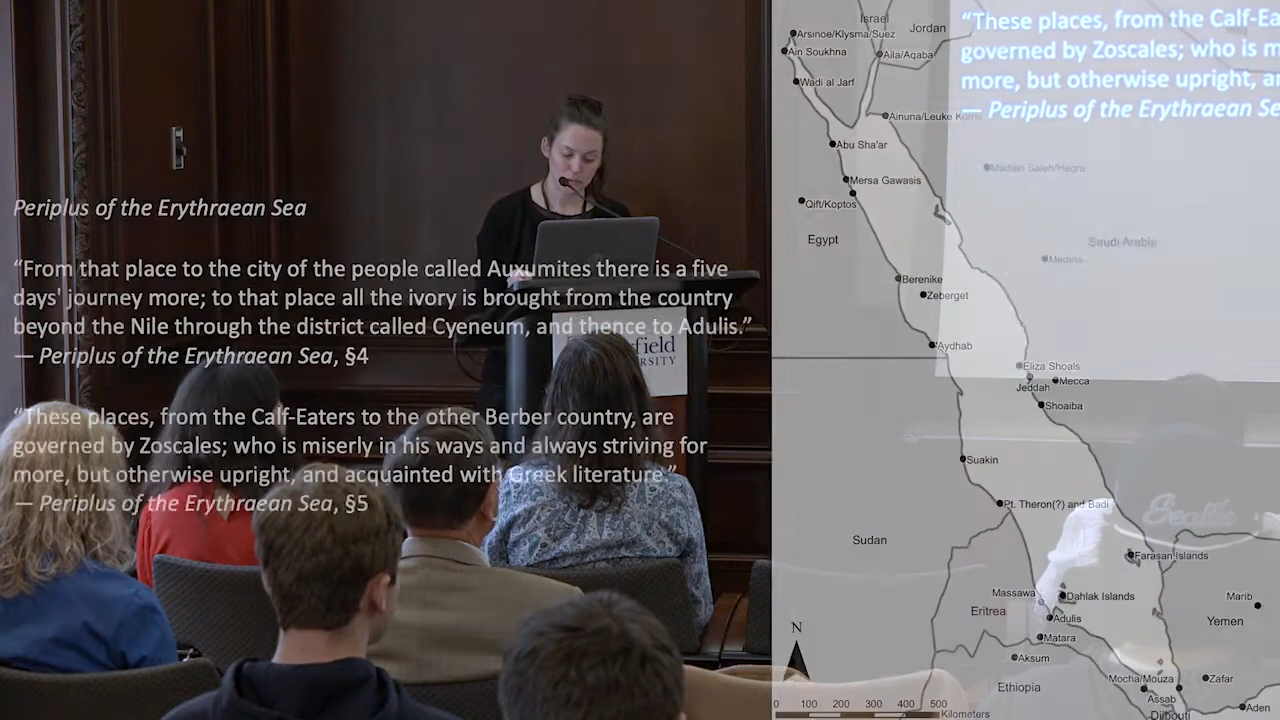 Periplus of the Erythraean Sea
“From that place to the city of the people called Auxumites there is a five
days' journey more; to that place all the ivory is brought from the country
beyond the Nile through the district called Cyeneum, and thence to Adulis.”
— Periplus of the Erythraean Sea, §4
“These places, from the Calf-Eaters to the other Berber country, are
governed by Zoscales; who is miserly in his ways and always striving for
more, but otherwise upright, and acquainted with Greek literature.”
— Periplus of the Erythraean Sea, §5
field
“These places, from the Calf-Ea
governed by Zoscales; who is m
more, but otherwise upright, an
— Periplus of the Erythraean Se
Israel
Jordan
Arsinoe/Klysma/Suez
Ain Soukhna
Aila/Aqaba
Wadi al Jarf
Ainuna/Leuke Kome
Abu Sha'ar
Madain Saleh/Hegra
Mersa Gawasis
Qift/Koptos
Egypt
Saudi Arabia
Medina
Berenike
Zeberget
Aydhab
Eliza Shoals
Jeddah
Mecca
Shoaiba
Suakin
Pt. Theron(?) and Badi
Seattle
Sudan
Farasan Islands
Massawa
Dahlak Islands
Marib
Eritrea
Adulis
Yemen
N
Matara
Aksum
Mocha/Mouza
Zafar
Ethiopia
Assab
Aden
Djibouti
0 100 200 300 400 500
Kilometers